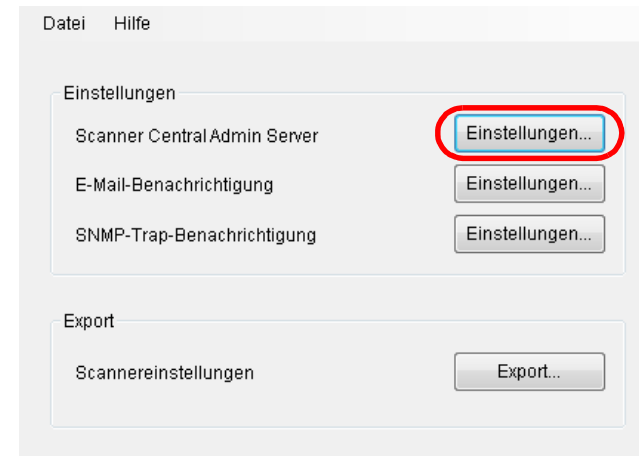 Datei Hilfe
Einstellungen
Scanner Central Admin Server Einstellungen...
E-Mail-Benachrichtigung Einstellungen...
SNMP-Trap-Benachrichtigung Einstellungen...
Export
Scannereinstellungen Export...